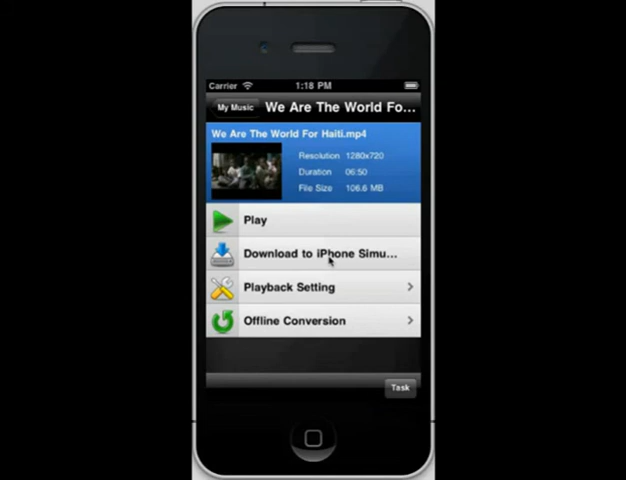 Carrier 1:18 PM
My Music We Are The World Fo...
We Are The World For Haiti.mp4
Resolution 1280x720
Duration 06:50
File Size 106.6 MB
Play
Download to iPhone Simu...
Playback Setting
Offline Conversion
Task